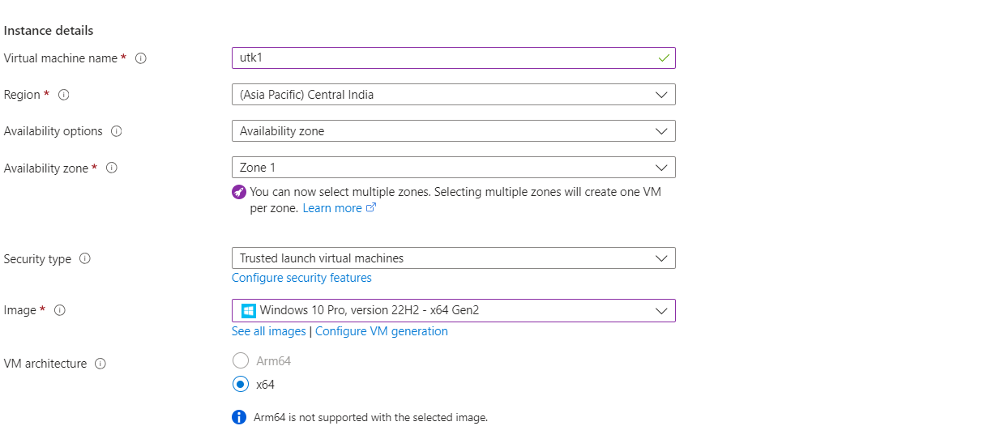 Instance details
Virtual machine name *
utk1
Region *
(Asia Pacific) Central India
Availability options
Availability zone
Availability zone *
Zone 1
You can now select multiple zones. Selecting multiple zones will create one VM
per zone. Learn more
Security type
Trusted launch virtual machines
Configure security features
Image *
Windows 10 Pro, version 22H2 - x64 Gen2
See all images | Configure VM generation
VM architecture
Arm64
x64
Arm64 is not supported with the selected image.